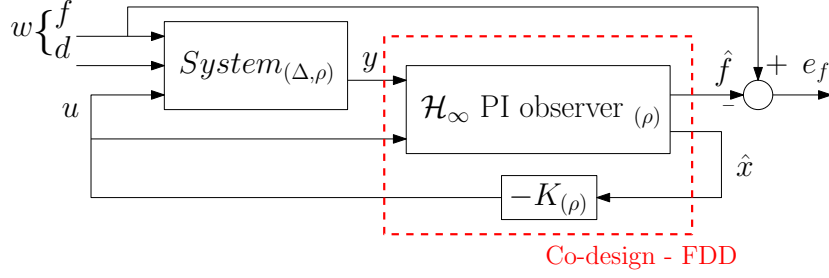 w{ f
d
u
System(Δ,ρ)
y
ℋ∞ PI observer (ρ)
f̂
+
−
e_f
x̂
−K(ρ)
Co-design - FDD